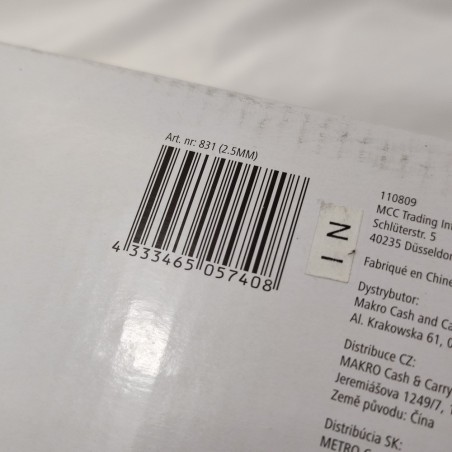 Art. nr: 831 (2.5MM)
4 333465 057408
IN
110809
MCC Trading
Schlüterstr. 5
40235
Fabriqué en Chine
Dystrybutor:
Makro Cash and
Al. Krakowska 61,
Distribuce CZ:
MAKRO Cash & Carry
Jeremiášova 1249/7,
Země původu: Čína
Distribúcia SK:
METRO